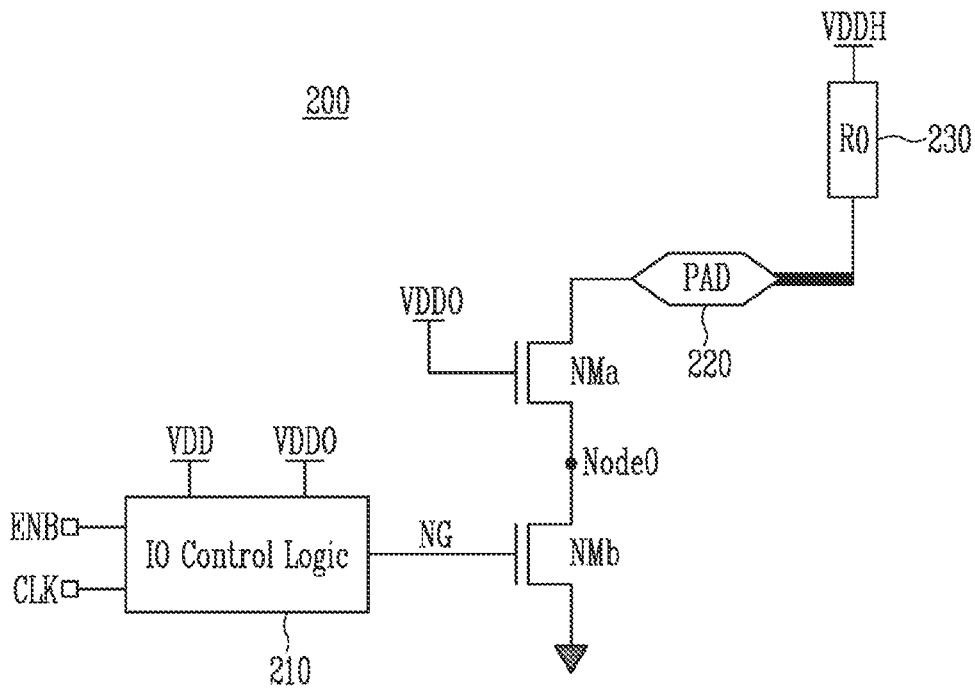 VDDH
200
R0
230
PAD
VDDO
220
NMa
VDD
VDDO
Node0
ENB
IO Control Logic
NG
NMb
CLK
210